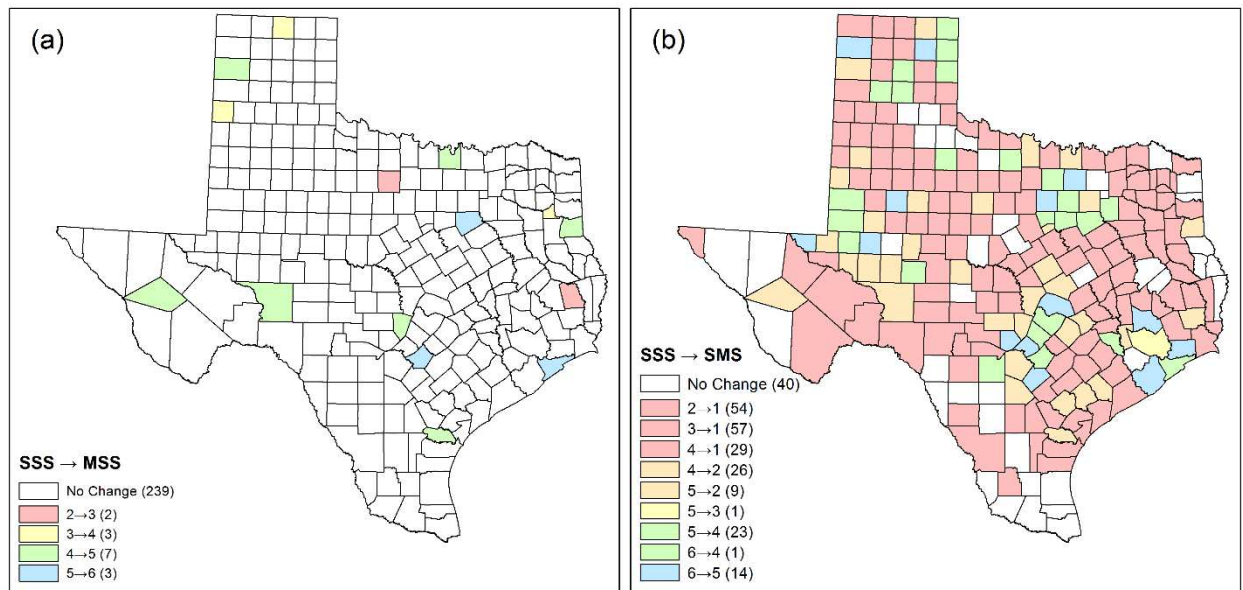 (a)
SSS → MSS
No Change (239)
2→3 (2)
3→4 (3)
4→5 (7)
5→6 (3)
(b)
SSS → SMS
No Change (40)
2→1 (54)
3→1 (57)
4→1 (29)
4→2 (26)
5→2 (9)
5→3 (1)
5→4 (23)
6→4 (1)
6→5 (14)